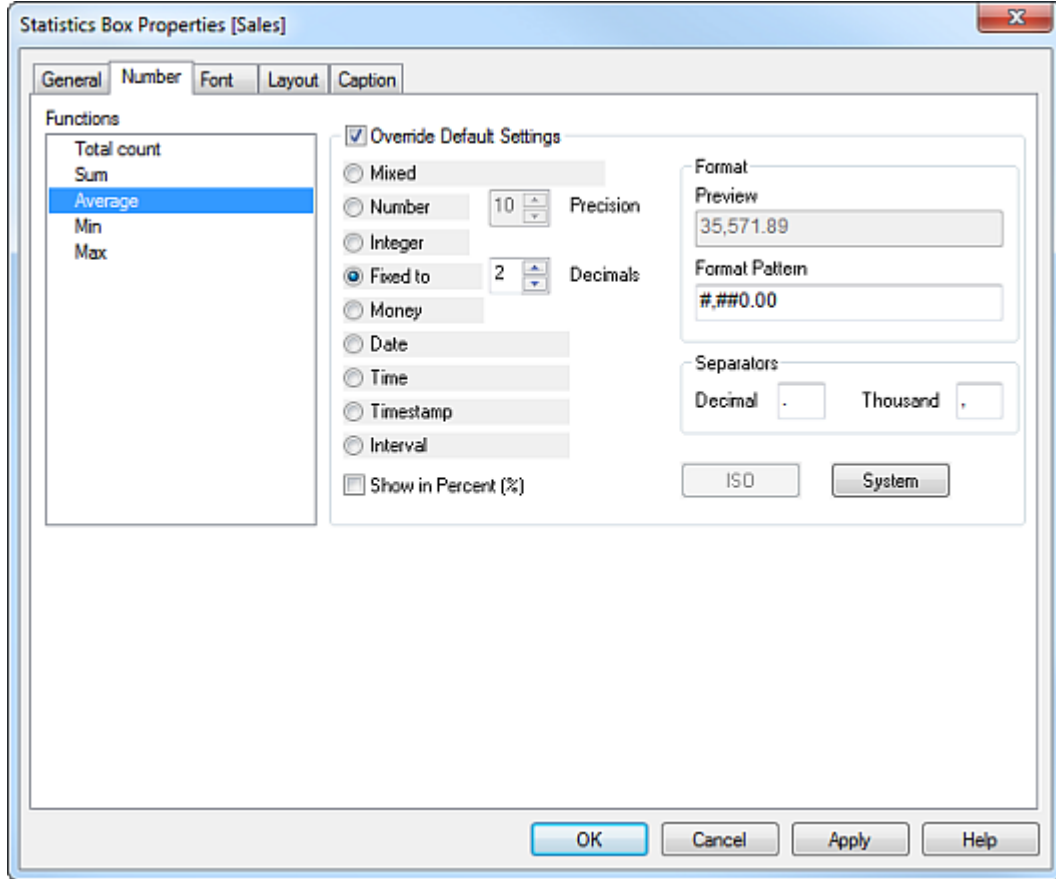 Statistics Box Properties [Sales]
General Number Font Layout Caption
Functions
Total count
Sum
Average
Min
Max
Override Default Settings
Mixed
Number 10 Precision
Integer
Fixed to 2 Decimals
Money
Date
Time
Timestamp
Interval
Show in Percent (%)
Format
Preview
35,571.89
Format Pattern
#,##0.00
Separators
Decimal . Thousand ,
ISO System
OK Cancel Apply Help